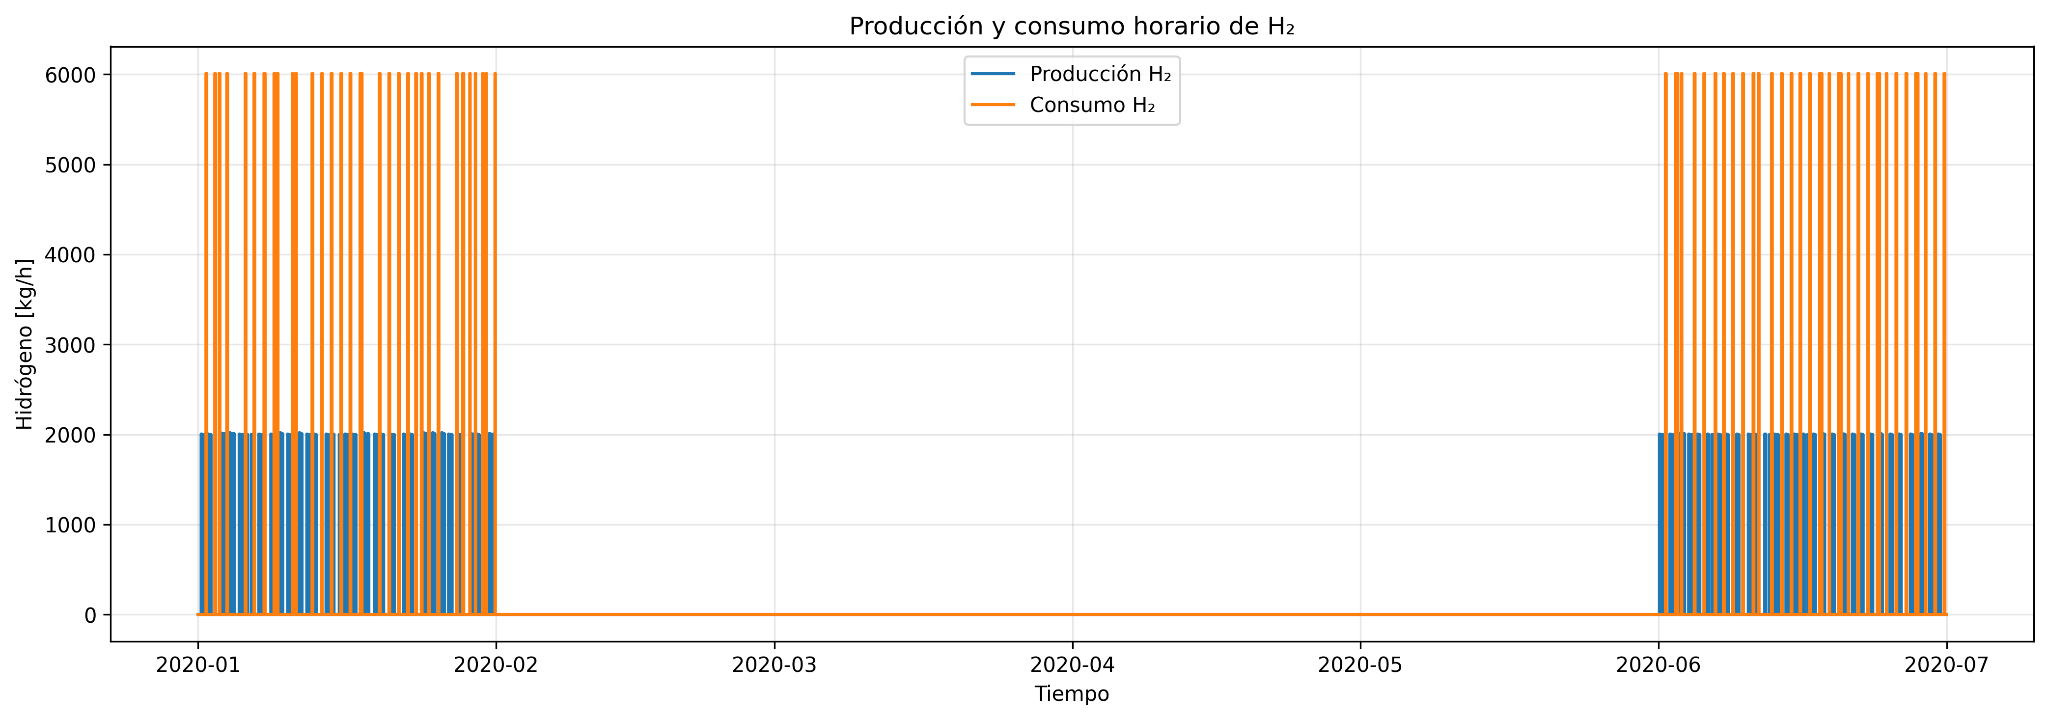 Producción y consumo horario de H₂
Producción H₂
Consumo H₂
6000
5000
4000
3000
2000
1000
0
Hidrógeno [kg/h]
2020-01 2020-02 2020-03 2020-04 2020-05 2020-06 2020-07
Tiempo